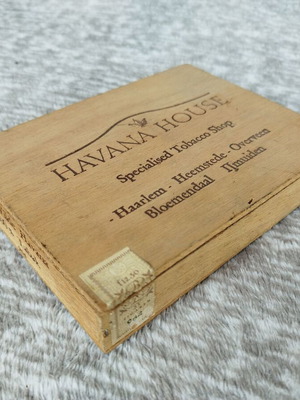 HAVANA HOUSE
Specialised Tobacco Shop
- Haarlem - Heemstede - Overveen
Bloemendaal IJmuiden